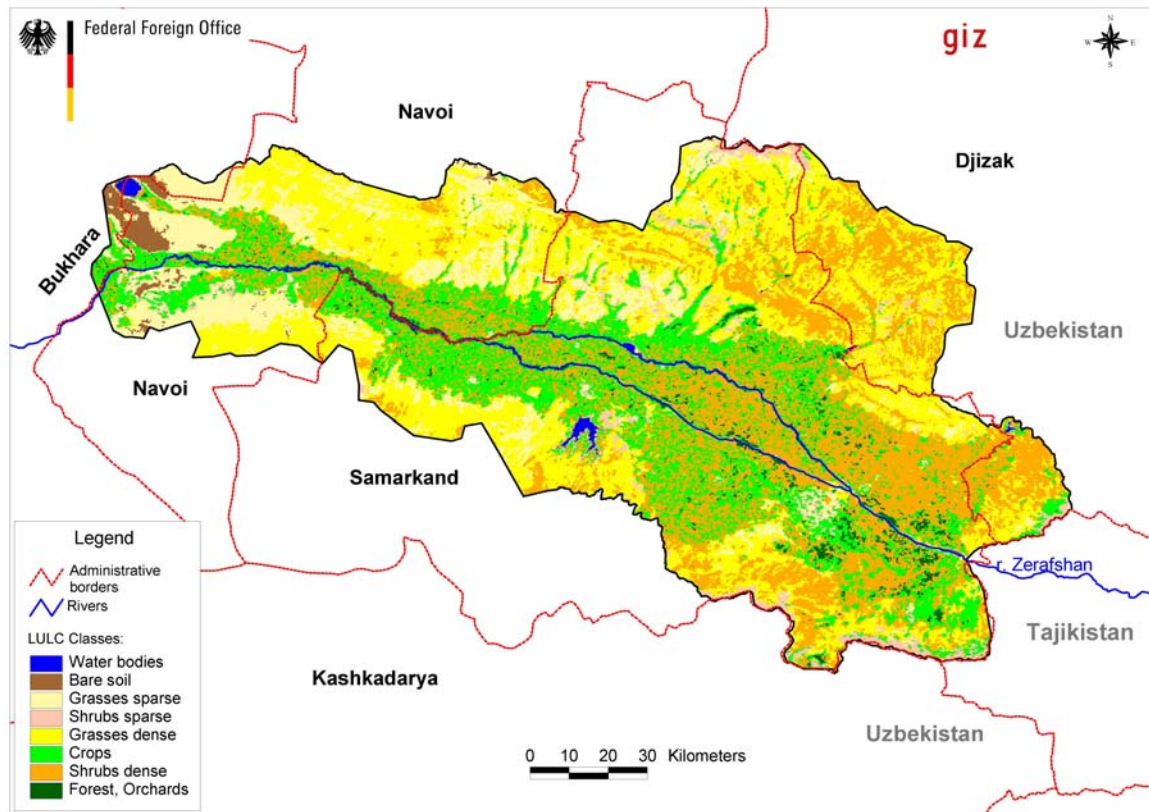 Federal Foreign Office
giz
N
W E
S
Navoi
Djizak
Bukhara
Uzbekistan
Navoi
Samarkand
r. Zerafshan
Tajikistan
Kashkadarya
Uzbekistan
Legend
Administrative
borders
Rivers
LULC Classes:
Water bodies
Bare soil
Grasses sparse
Shrubs sparse
Grasses dense
Crops
Shrubs dense
Forest, Orchards
0 10 20 30 Kilometers